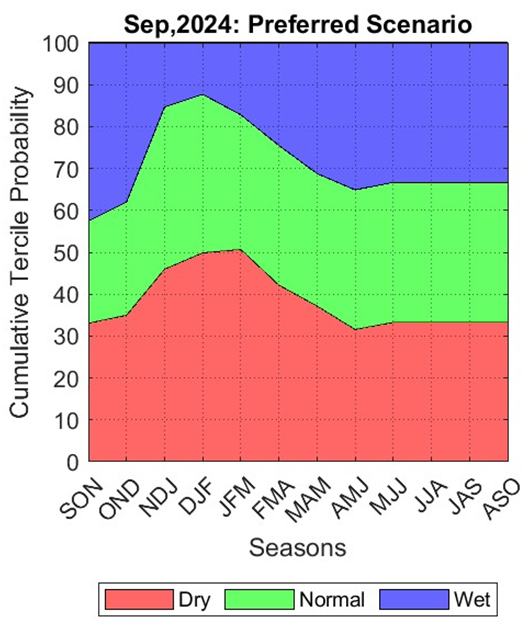 Sep,2024: Preferred Scenario
Cumulative Tercile Probability
100
90
80
70
60
50
40
30
20
10
0
SON OND NDJ DJF JFM FMA MAM AMJ MJJ JJA JAS ASO
Seasons
Dry Normal Wet